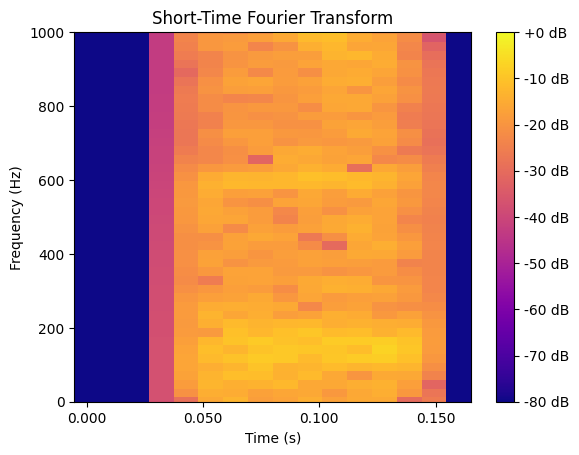 Short-Time Fourier Transform
1000
800
600
400
200
0
Frequency (Hz)
0.000
0.050
0.100
0.150
Time (s)
+0 dB
-10 dB
-20 dB
-30 dB
-40 dB
-50 dB
-60 dB
-70 dB
-80 dB